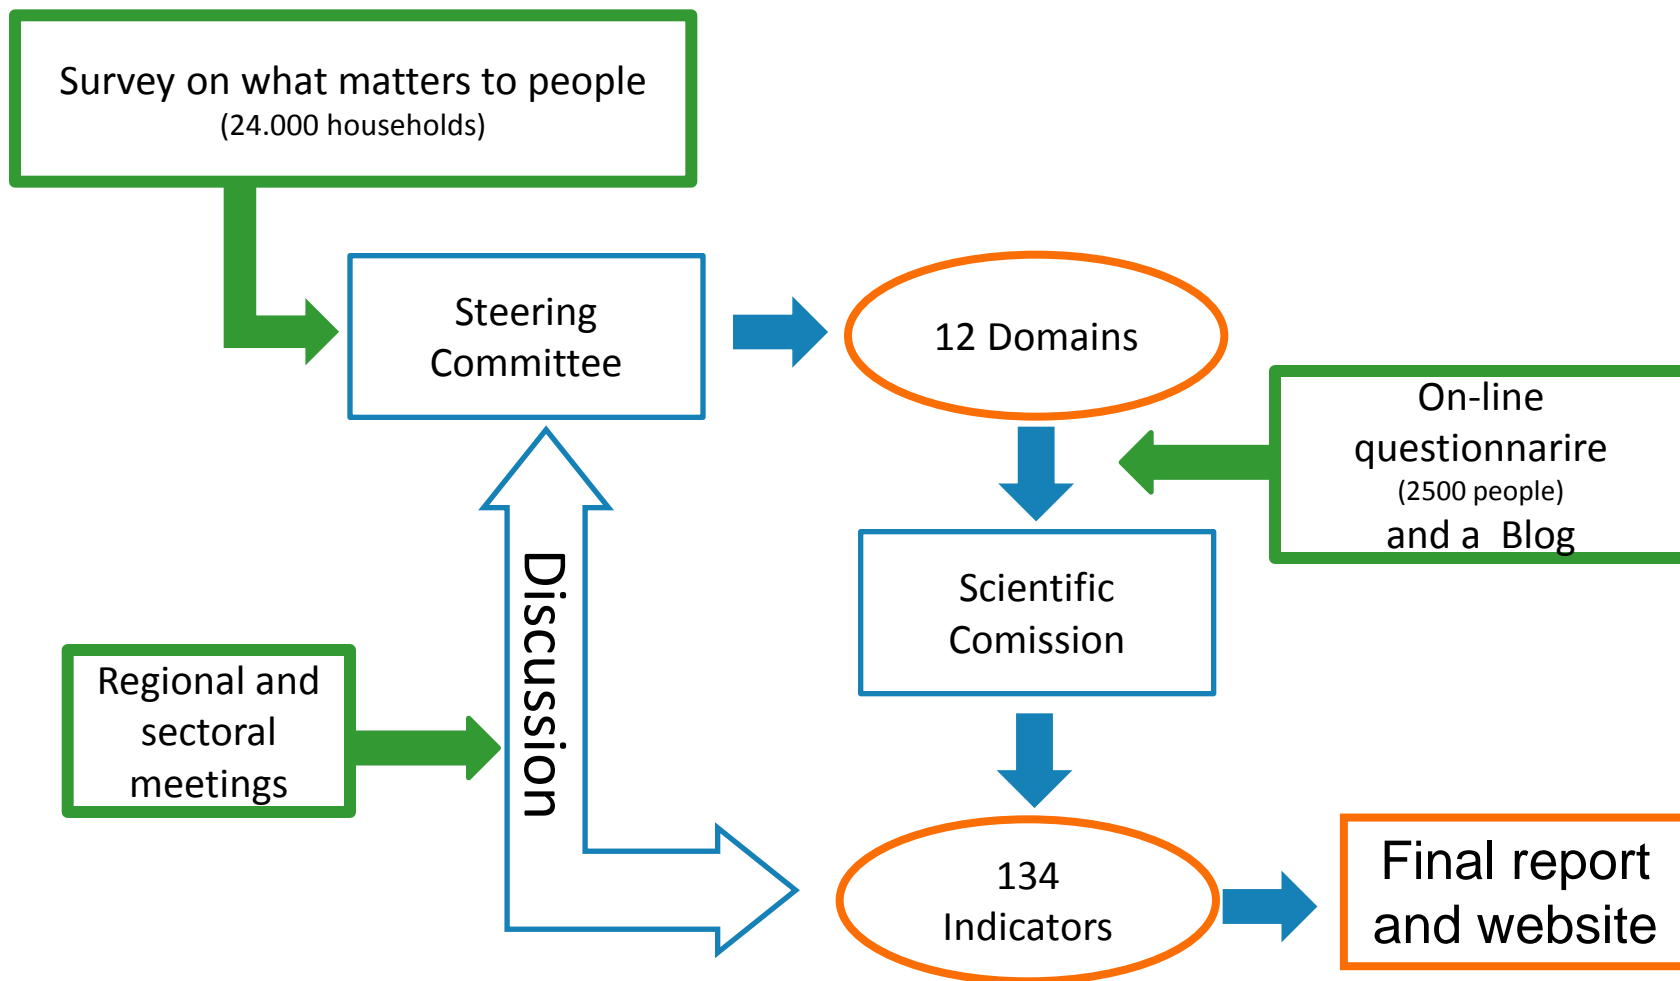 Survey on what matters to people
(24.000 households)
Steering
Committee
12 Domains
On-line
questionnarire
(2500 people)
and a  Blog
Scientific
Comission
Discussion
Regional and
sectoral
meetings
134
Indicators
Final report
and website